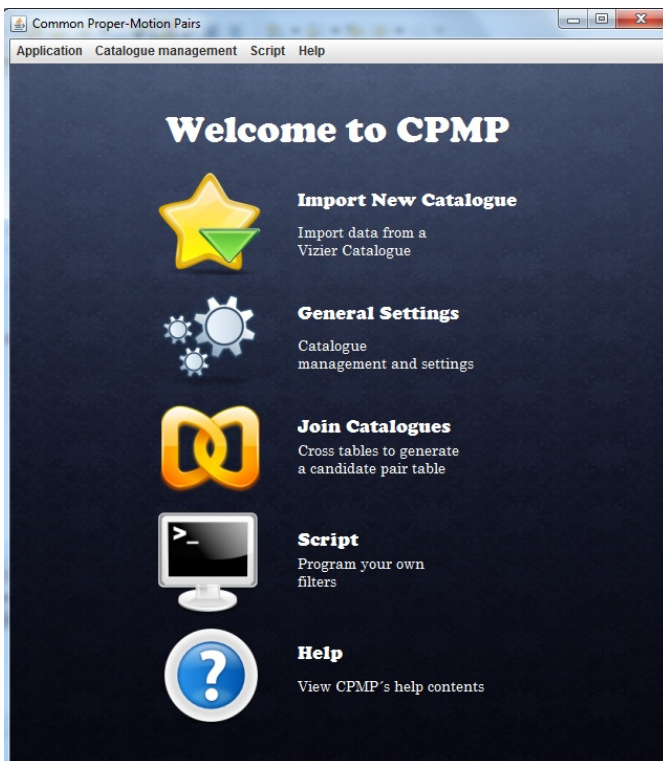 Common Proper-Motion Pairs
Application Catalogue management Script Help
Welcome to CPMP
Import New Catalogue
Import data from a
Vizier Catalogue
General Settings
Catalogue
management and settings
Join Catalogues
Cross tables to generate
a candidate pair table
>_
Script
Program your own
filters
?
Help
View CPMP´s help contents